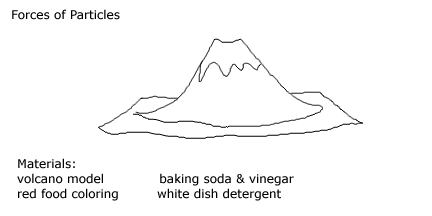 Forces of Particles
Materials:
volcano model baking soda & vinegar
red food coloring white dish detergent